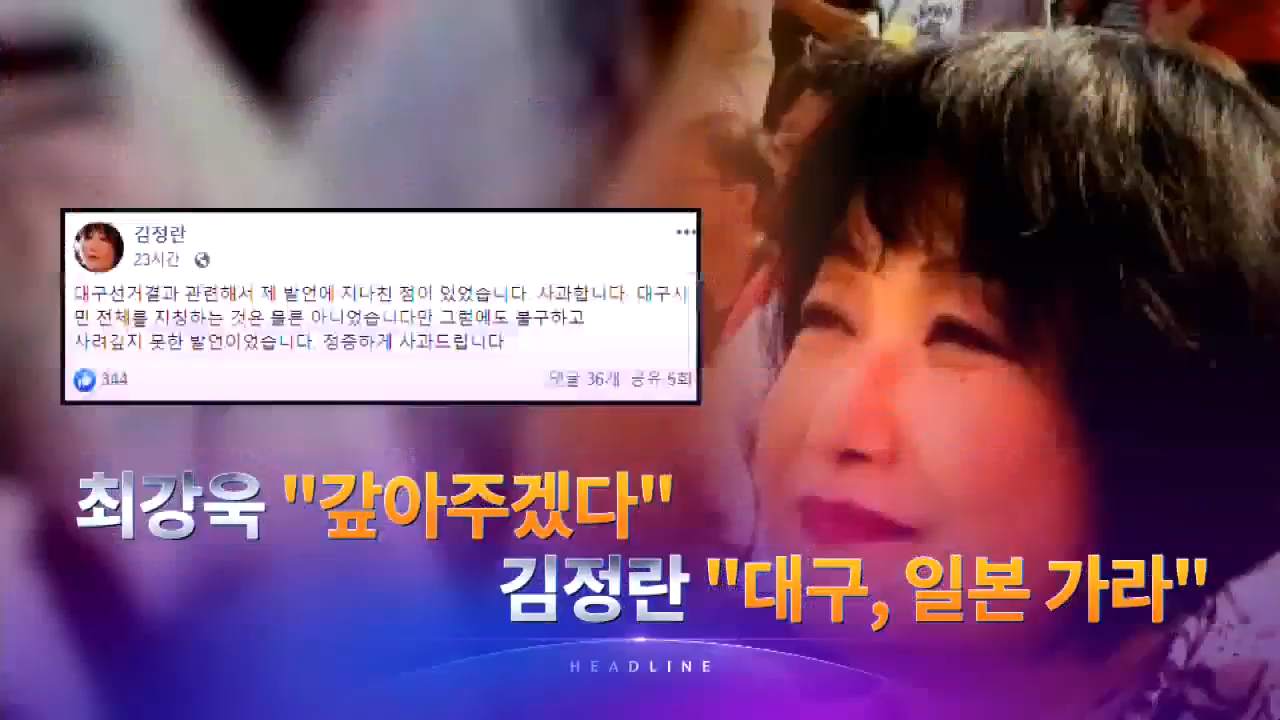 김정란
23시간
대구선거결과 관련해서 제 발언에 지나친 점이 있었습니다. 사과합니다. 대구시
민 전체를 지칭하는 것은 물론 아니었습니다만 그럼에도 불구하고
사려깊지 못한 발언이었습니다. 정중하게 사과드립니다
344
댓글 36개 공유 5회
최강욱 "갚아주겠다"
김정란 "대구, 일본 가라"
HEADLINE